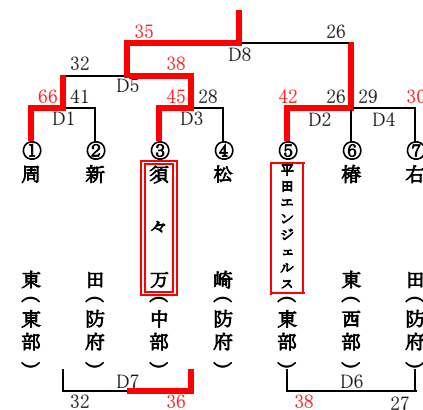 35 26
D8
32 38
D5
66 41 45 28 42 26 29 30
D1 D3 D2 D4
① ② ③ ④ ⑤ ⑥ ⑦
周東(東部)
新田(防府)
須々万(中部)
松崎(防府)
平田エンジェルス(東部)
椿東(西部)
右田(防府)
D7 D6
32 36 38 27